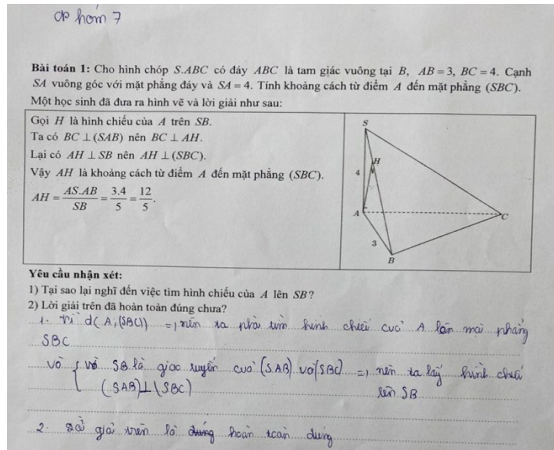 nhóm 7
Bài toán 1: Cho hình chóp S.ABC có đáy ABC là tam giác vuông tại B, AB = 3, BC = 4. Cạnh
SA vuông góc với mặt phẳng đáy và SA = 4. Tính khoảng cách từ điểm A đến mặt phẳng (SBC).
Một học sinh đã đưa ra hình vẽ và lời giải như sau:
Gọi H là hình chiếu của A trên SB.
Ta có BC ⊥ (SAB) nên BC ⊥ AH.
Lại có AH ⊥ SB nên AH ⊥ (SBC).
Vậy AH là khoảng cách từ điểm A đến mặt phẳng (SBC).
AH = AS.AB/SB = 3.4/5 = 12/5.
S
H
4
A
C
3
B
Yêu cầu nhận xét:
1) Tại sao lại nghĩ đến việc tìm hình chiếu của A lên SB?
2) Lời giải trên đã hoàn toàn đúng chưa?
1. Vì d(A,(SBC)) => nên ta phải tìm hình chiếu của A lên mặt phẳng
SBC
và { SB là giao tuyến của (SAB) và (SBC) => nên ta lấy hình chiếu
(SAB) ⊥ (SBC) lên SB
2. Bài giải trên là đúng hoàn toàn đúng